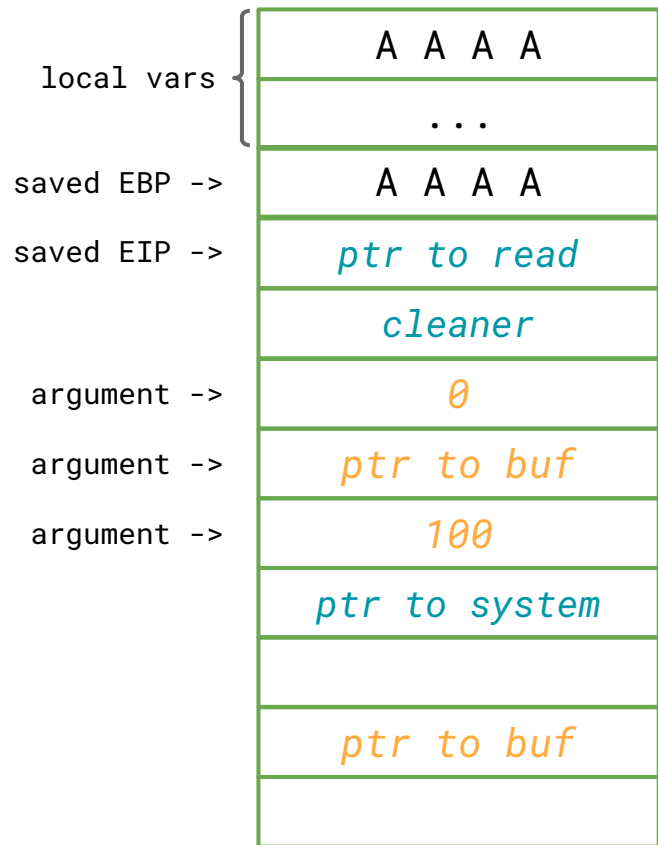 A A A A
local vars
...
saved EBP -> A A A A
saved EIP -> ptr to read
cleaner
argument -> 0
argument -> ptr to buf
argument -> 100
ptr to system
ptr to buf